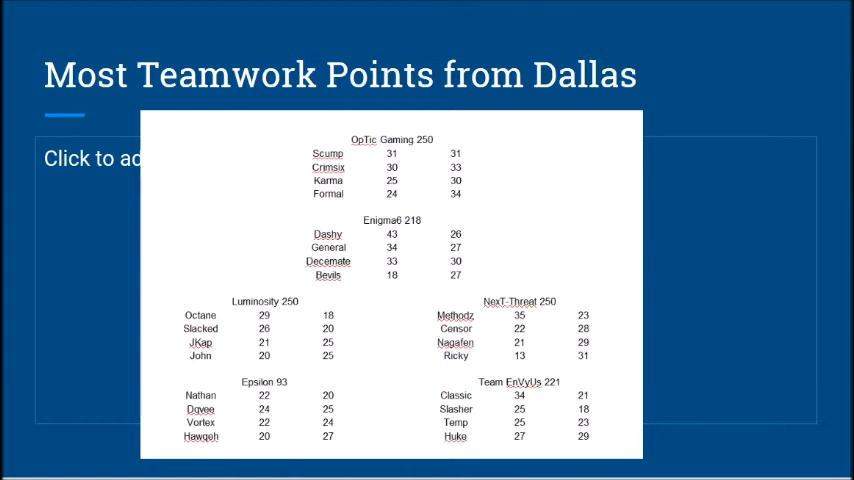 Most Teamwork Points from Dallas
Click to ad
OpTic Gaming 250
Scump 31 31
Crimsix 30 33
Karma 25 30
Formal 24 34
Enigma6 218
Dashy 43 26
General 34 27
Decemate 33 30
Bevils 18 27
Luminosity 250
Octane 29 18
Slacked 26 20
JKap 21 25
John 20 25
NexT-Threat 250
Methodz 35 23
Censor 22 28
Nagafen 21 29
Ricky 13 31
Epsilon 93
Nathan 22 20
Dqvee 24 25
Vortex 22 24
Hawqeh 20 27
Team EnVyUs 221
Classic 34 21
Slasher 25 18
Temp 25 23
Huke 27 29